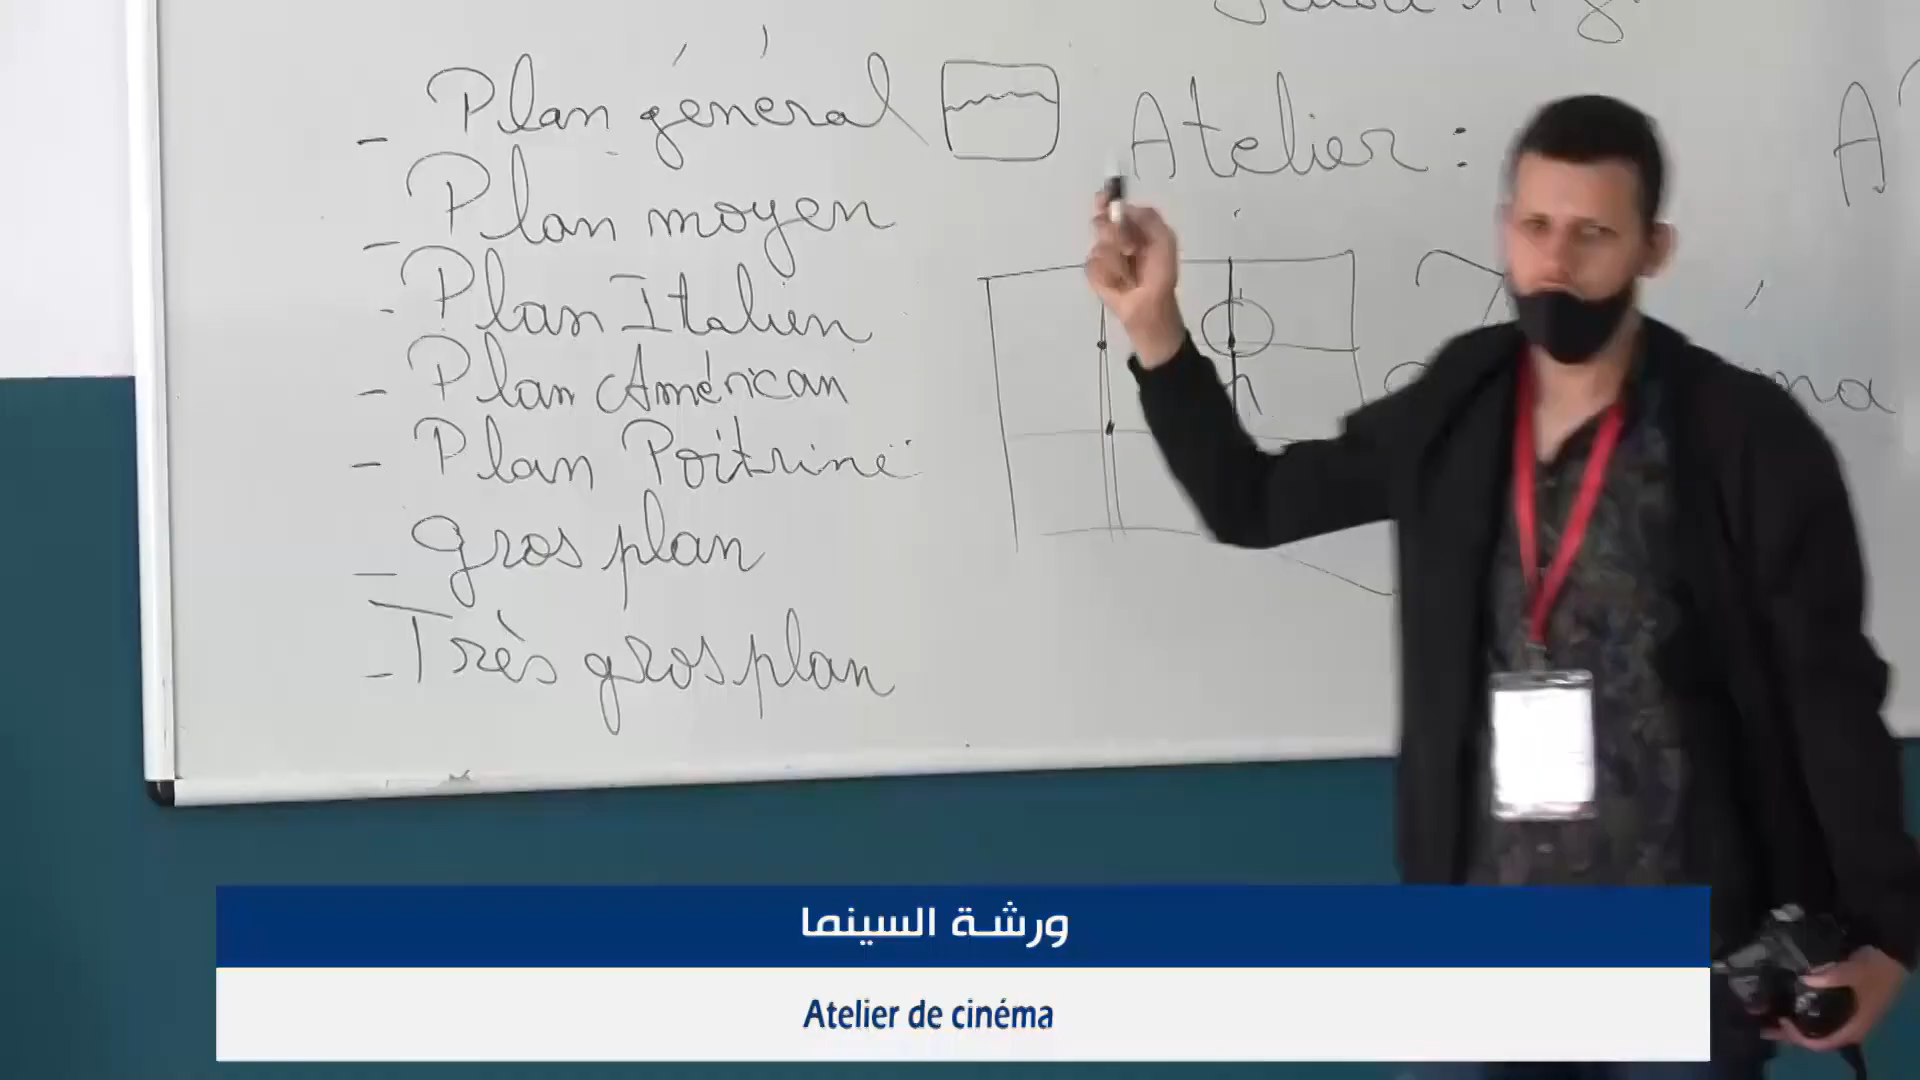 - Plan général
- Plan moyen
- Plan Italien
- Plan Américan
- Plan Poitrine
- gros plan
- Très gros plan
Atelier :
ورشة السينما
Atelier de cinéma